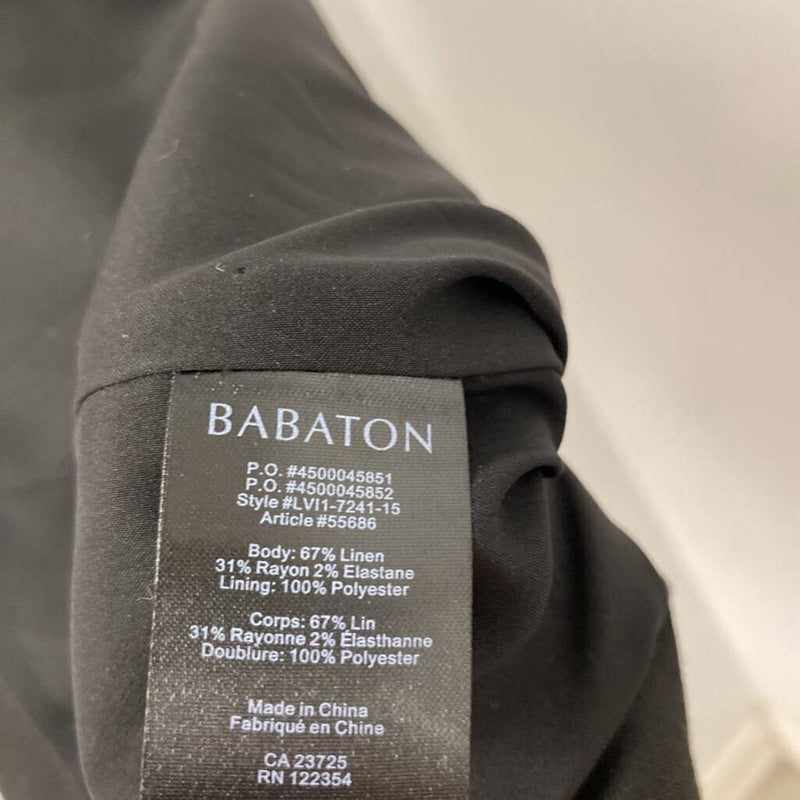 BABATON
P.O. #4500045851
P.O. #4500045852
Style #LVI1-7241-15
Article #55686
Body: 67% Linen
31% Rayon 2% Elastane
Lining: 100% Polyester
Corps: 67% Lin
31% Rayonne 2% Élasthanne
Doublure: 100% Polyester
Made in China
Fabriqué en Chine
CA 23725
RN 122354